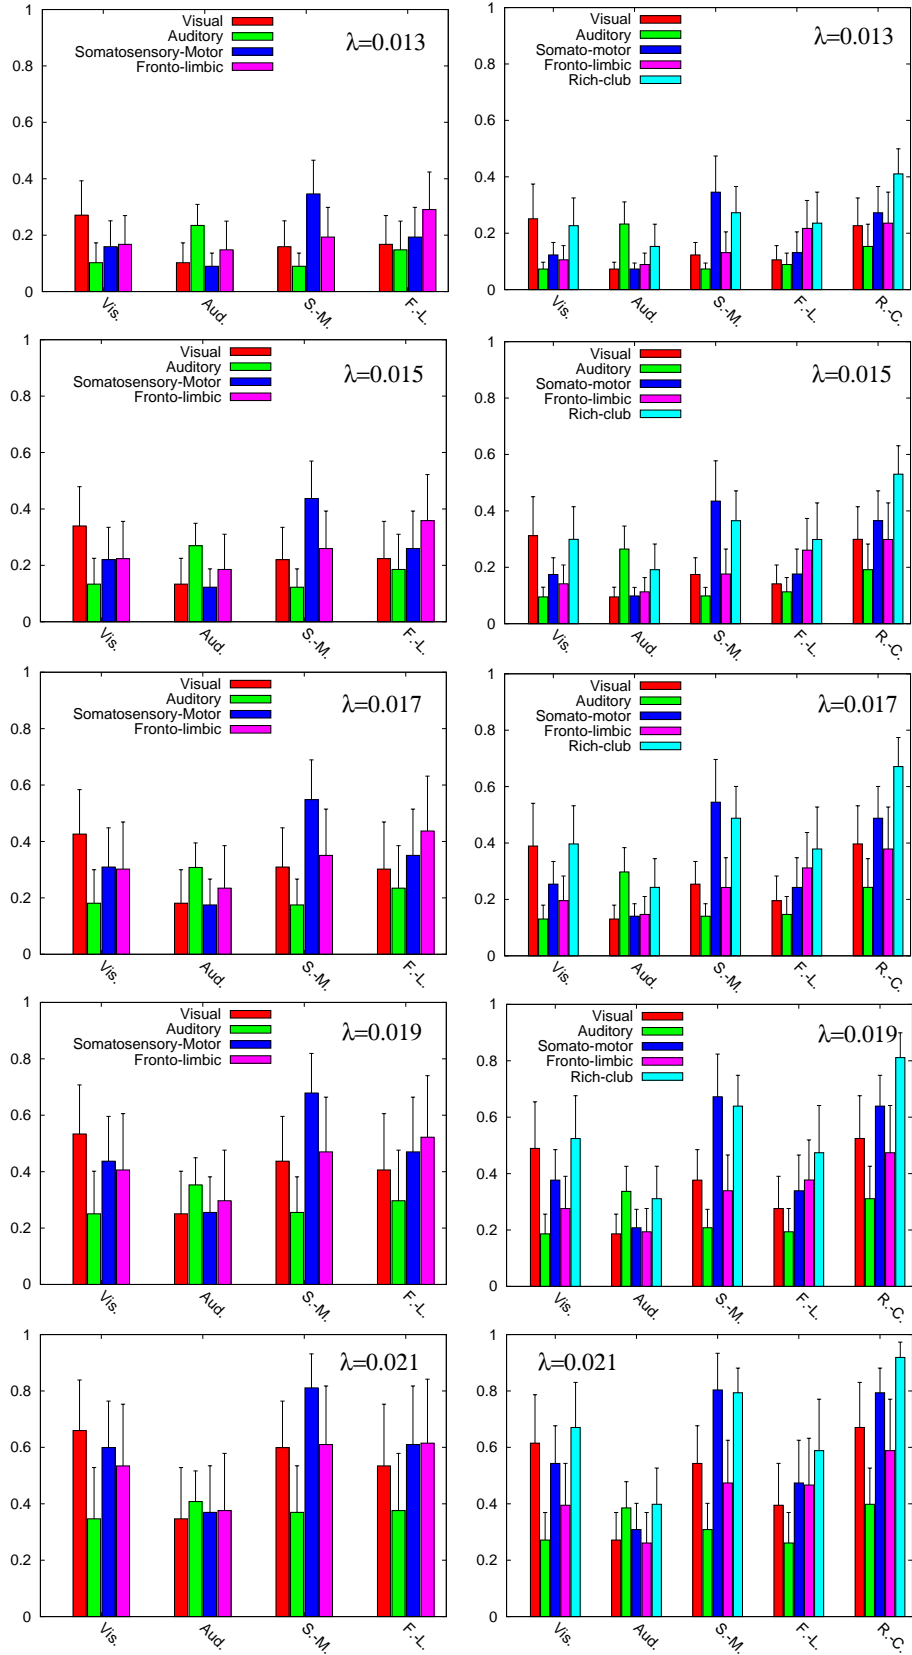 1
0.8
0.6
0.4
0.2
0
Visual
Auditory
Somatosensory-Motor
Fronto-limbic
λ=0.013
Vis.
Aud.
S.-M.
F.-L.
1
0.8
0.6
0.4
0.2
0
Visual
Auditory
Somato-motor
Fronto-limbic
Rich-club
λ=0.013
Vis.
Aud.
S.-M.
F.-L.
R.-C.
1
0.8
0.6
0.4
0.2
0
Visual
Auditory
Somatosensory-Motor
Fronto-limbic
λ=0.015
Vis.
Aud.
S.-M.
F.-L.
1
0.8
0.6
0.4
0.2
0
Visual
Auditory
Somato-motor
Fronto-limbic
Rich-club
λ=0.015
Vis.
Aud.
S.-M.
F.-L.
R.-C.
1
0.8
0.6
0.4
0.2
0
Visual
Auditory
Somatosensory-Motor
Fronto-limbic
λ=0.017
Vis.
Aud.
S.-M.
F.-L.
1
0.8
0.6
0.4
0.2
0
Visual
Auditory
Somato-motor
Fronto-limbic
Rich-club
λ=0.017
Vis.
Aud.
S.-M.
F.-L.
R.-C.
1
0.8
0.6
0.4
0.2
0
Visual
Auditory
Somatosensory-Motor
Fronto-limbic
λ=0.019
Vis.
Aud.
S.-M.
F.-L.
1
0.8
0.6
0.4
0.2
0
Visual
Auditory
Somato-motor
Fronto-limbic
Rich-club
λ=0.019
Vis.
Aud.
S.-M.
F.-L.
R.-C.
1
0.8
0.6
0.4
0.2
0
λ=0.021
Vis.
Aud.
S.-M.
F.-L.
1
0.8
0.6
0.4
0.2
0
λ=0.021
Vis.
Aud.
S.-M.
F.-L.
R.-C.